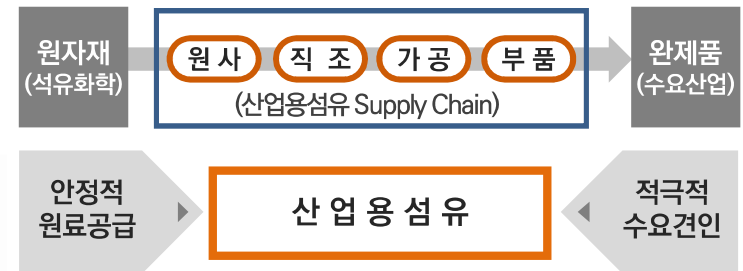 원자재
(석유화학)
원사 직조 가공 부품
(산업용섬유 Supply Chain)
완제품
(수요산업)
안정적
원료공급
산업용섬유
적극적
수요견인